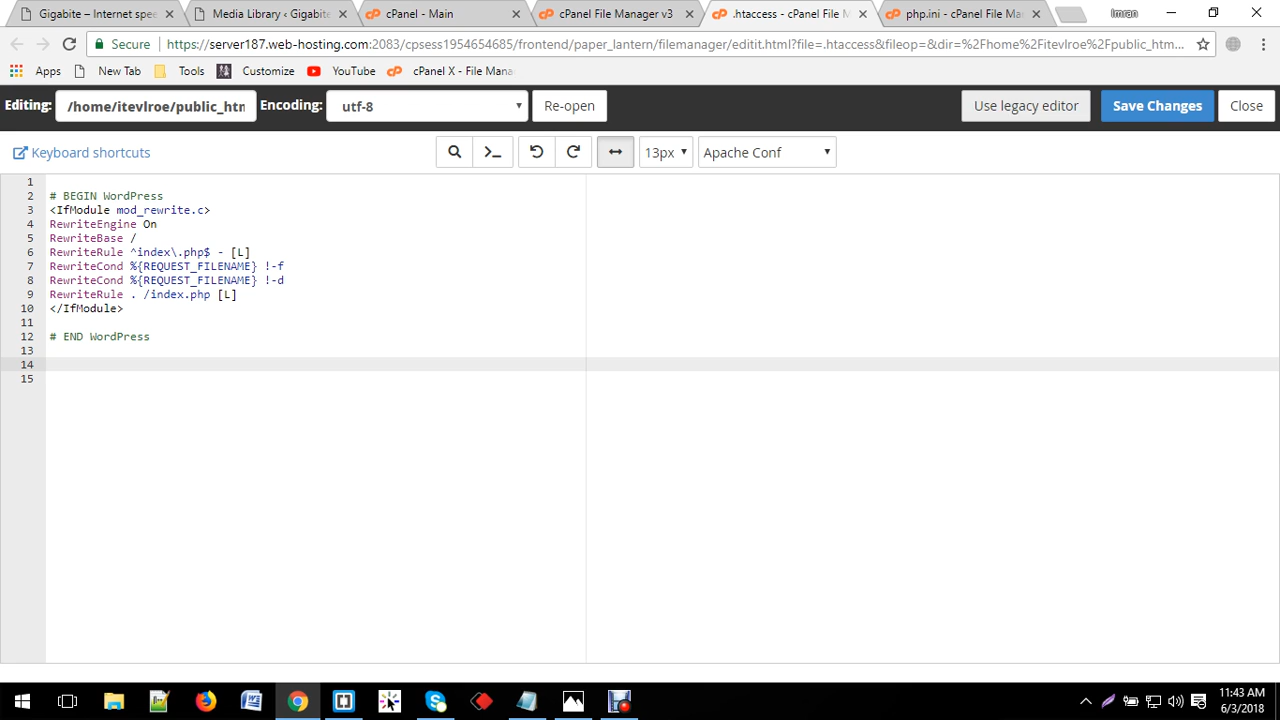 Gigabite – Internet spee
Media Library ‹ Gigabite
cPanel - Main
cPanel File Manager v3
.htaccess - cPanel File M
php.ini - cPanel File Ma
Imran
Secure
https://server187.web-hosting.com:2083/cpsess1954654685/frontend/paper_lantern/filemanager/editit.html?file=.htaccess&fileop=&dir=%2Fhome%2Fitevlroe%2Fpublic_htm...
Apps
New Tab
Tools
Customize
YouTube
cPanel X - File Mana
Editing:
/home/itevlroe/public_htn
Encoding:
utf-8
Re-open
Use legacy editor
Save Changes
Close
Keyboard shortcuts
13px
Apache Conf
1
2 # BEGIN WordPress
3 <IfModule mod_rewrite.c>
4 RewriteEngine On
5 RewriteBase /
6 RewriteRule ^index\.php$ - [L]
7 RewriteCond %{REQUEST_FILENAME} !-f
8 RewriteCond %{REQUEST_FILENAME} !-d
9 RewriteRule . /index.php [L]
10 </IfModule>
11
12 # END WordPress
13
14
15
11:43 AM
6/3/2018